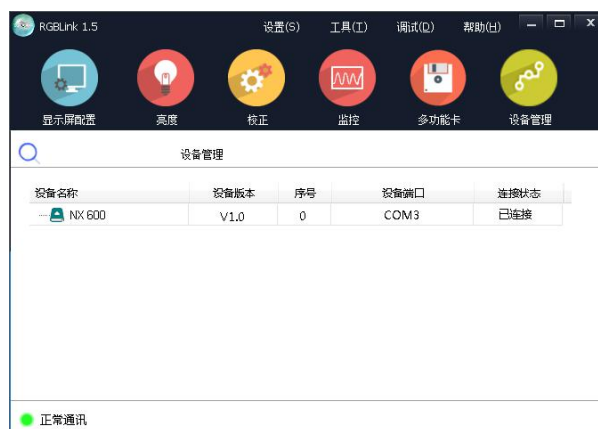 RGBLink 1.5 设置(S) 工具(T) 调试(D) 帮助(H)
显示屏配置 亮度 校正 监控 多功能卡 设备管理
设备管理
设备名称 设备版本 序号 设备端口 连接状态
NX 600 V1.0 0 COM3 已连接
正常通讯